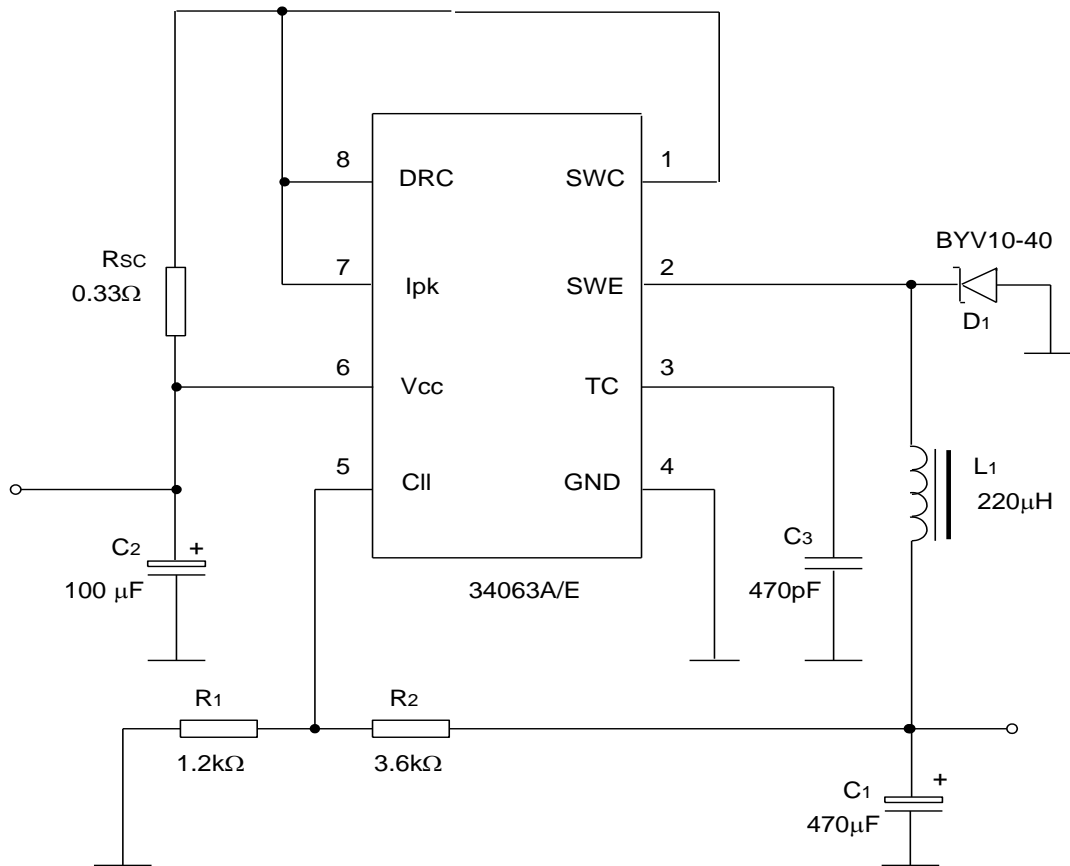 8
DRC
SWC
1
BYV10-40
RSC
0.33Ω
7
Ipk
SWE
2
D1
6
Vcc
TC
3
5
CII
GND
4
L1
220μH
C2
+
100 μF
C3
470pF
34063A/E
R1
1.2kΩ
R2
3.6kΩ
C1
+
470μF